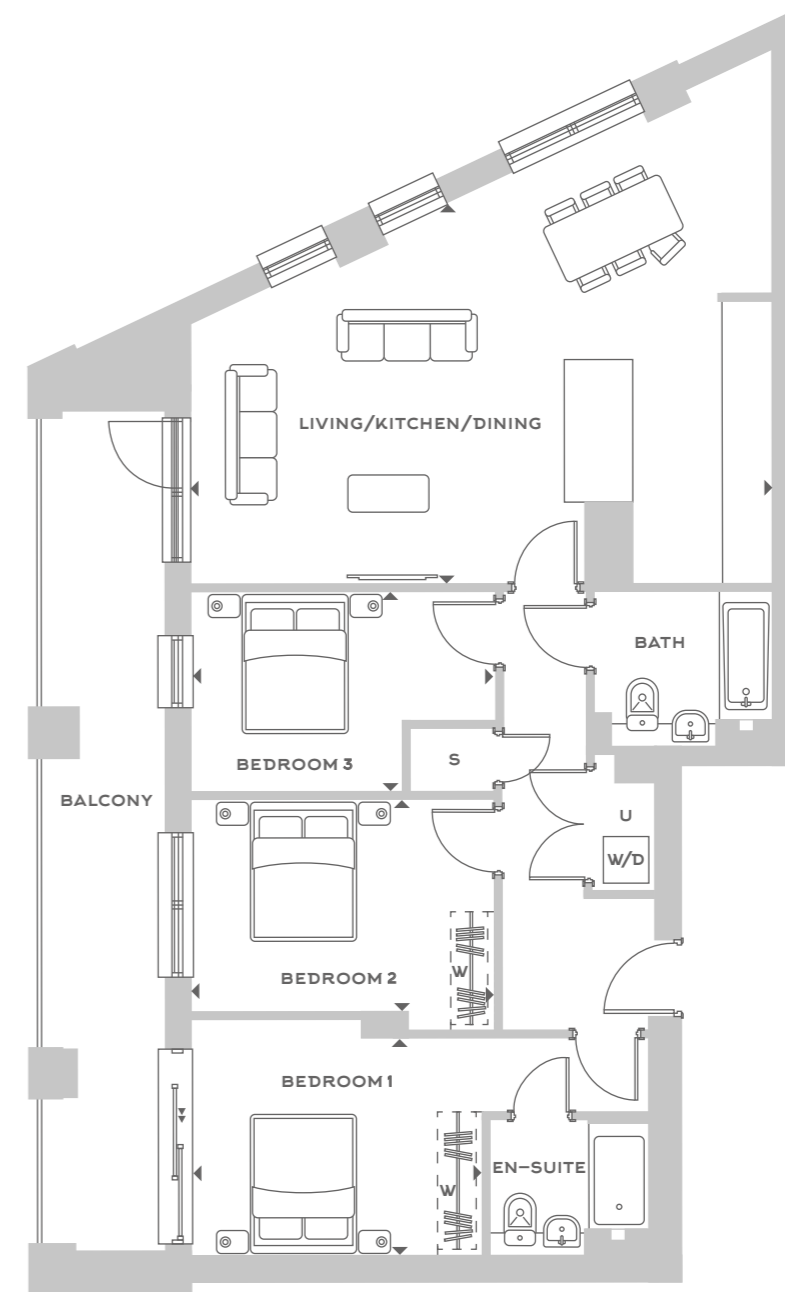 LIVING/KITCHEN/DINING
BATH
BEDROOM 3
S
BALCONY
U
W/D
BEDROOM 2
W
BEDROOM 1
EN-SUITE
W